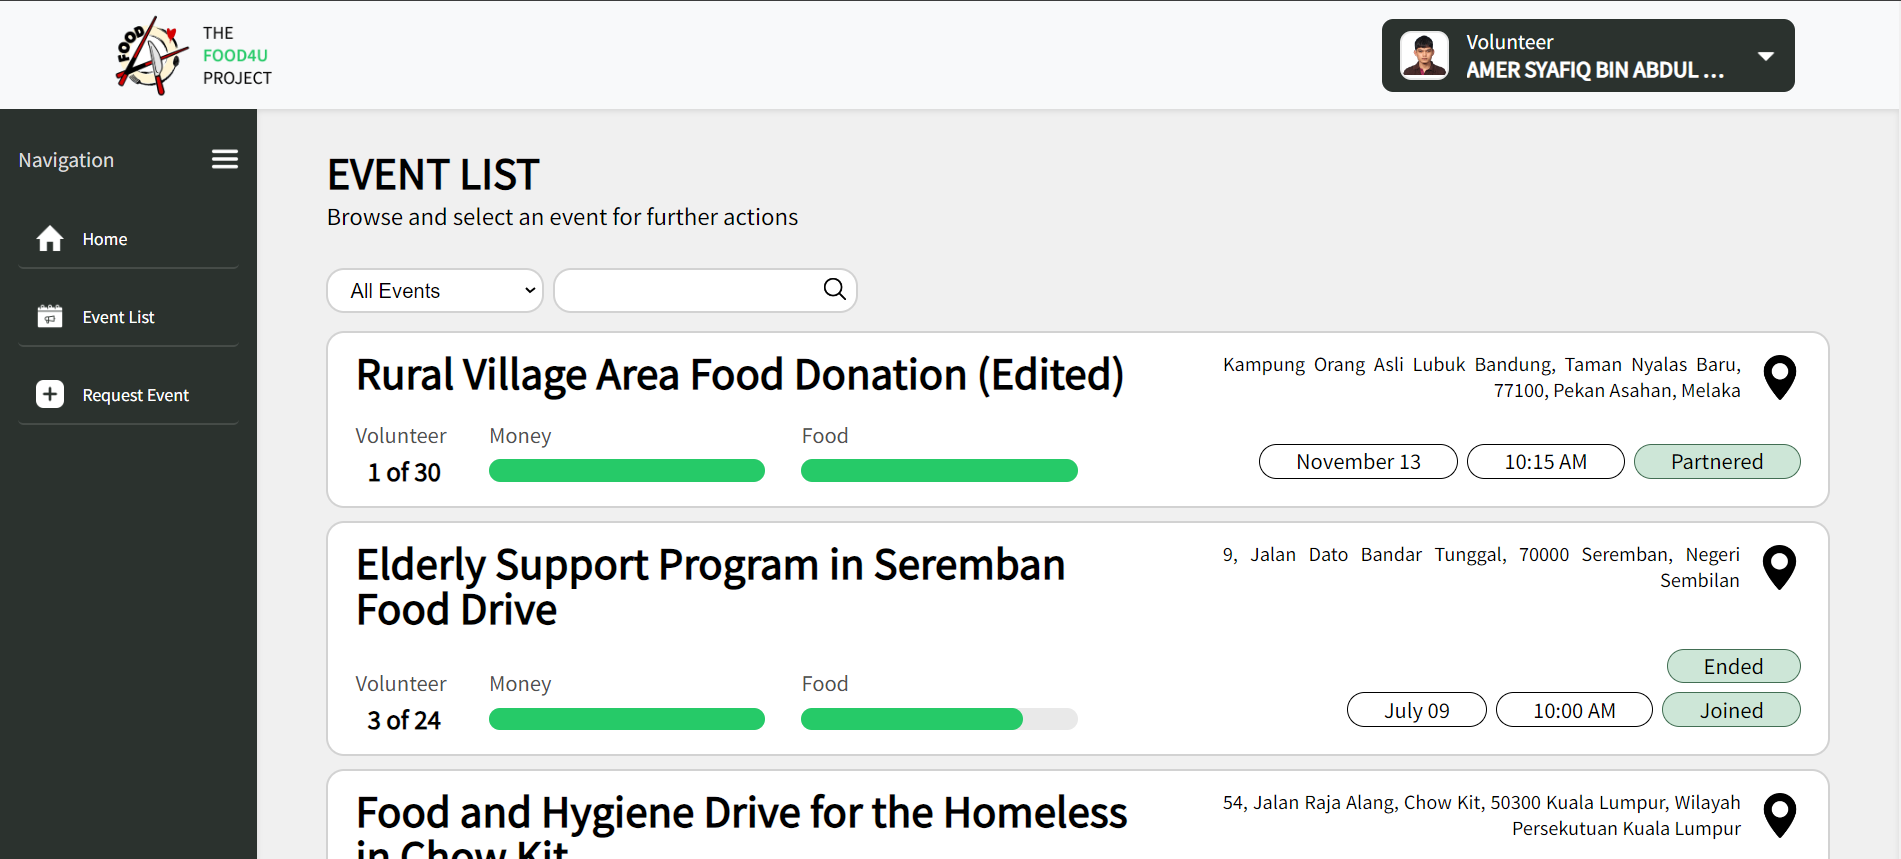 FOOD
THE
FOOD4U
PROJECT
Volunteer
AMER SYAFIQ BIN ABDUL ...
Navigation
Home
Event List
Request Event
EVENT LIST
Browse and select an event for further actions
All Events
Rural Village Area Food Donation (Edited)
Kampung Orang Asli Lubuk Bandung, Taman Nyalas Baru,
77100, Pekan Asahan, Melaka
Volunteer
Money
Food
1 of 30
November 13
10:15 AM
Partnered
Elderly Support Program in Seremban
Food Drive
9, Jalan Dato Bandar Tunggal, 70000 Seremban, Negeri
Sembilan
Volunteer
Money
Food
3 of 24
Ended
July 09
10:00 AM
Joined
Food and Hygiene Drive for the Homeless
in Chow Kit
54, Jalan Raja Alang, Chow Kit, 50300 Kuala Lumpur, Wilayah
Persekutuan Kuala Lumpur